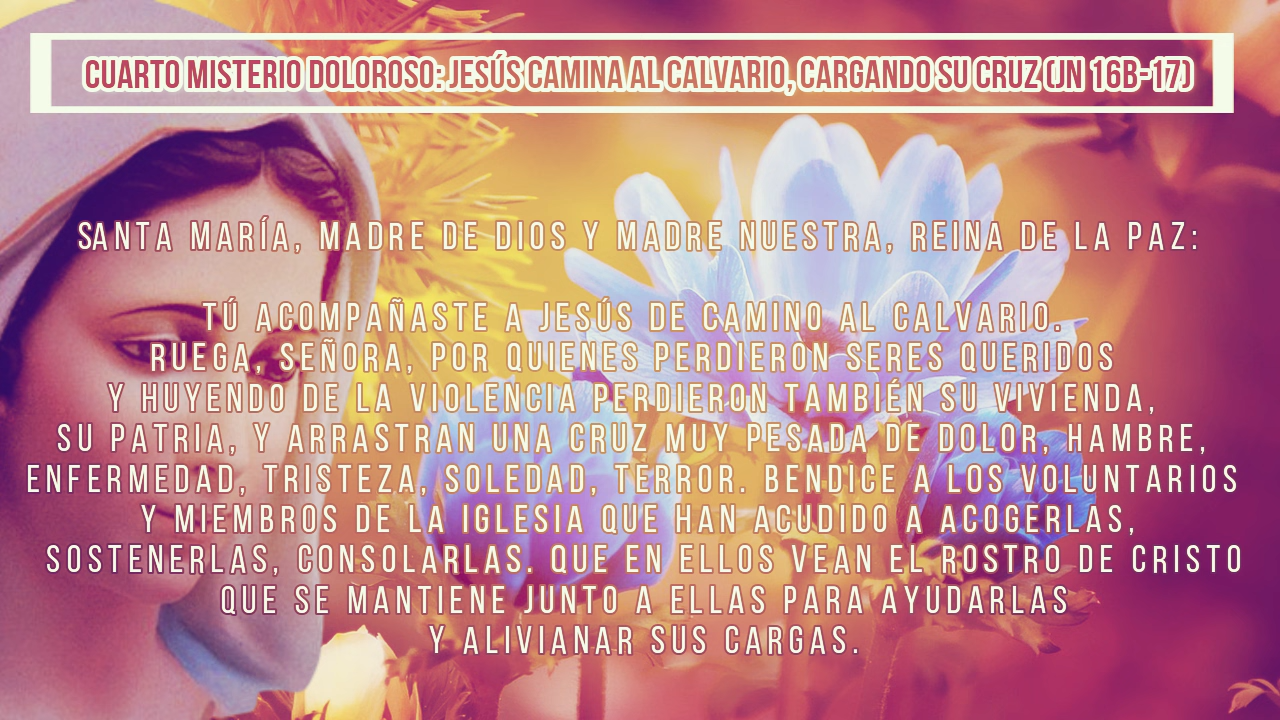 CUARTO MISTERIO DOLOROSO: JESÚS CAMINA AL CALVARIO, CARGANDO SU CRUZ (JN 16B-17)
SANTA MARÍA, MADRE DE DIOS Y MADRE NUESTRA, REINA DE LA PAZ:
TÚ ACOMPAÑASTE A JESÚS DE CAMINO AL CALVARIO.
RUEGA, SEÑORA, POR QUIENES PERDIERON SERES QUERIDOS
Y HUYENDO DE LA VIOLENCIA PERDIERON TAMBIÉN SU VIVIENDA,
SU PATRIA, Y ARRASTRAN UNA CRUZ MUY PESADA DE DOLOR, HAMBRE,
ENFERMEDAD, TRISTEZA, SOLEDAD, TERROR. BENDICE A LOS VOLUNTARIOS
Y MIEMBROS DE LA IGLESIA QUE HAN ACUDIDO A ACOGERLAS,
SOSTENERLAS, CONSOLARLAS. QUE EN ELLOS VEAN EL ROSTRO DE CRISTO
QUE SE MANTIENE JUNTO A ELLAS PARA AYUDARLAS
Y ALIVIANAR SUS CARGAS.